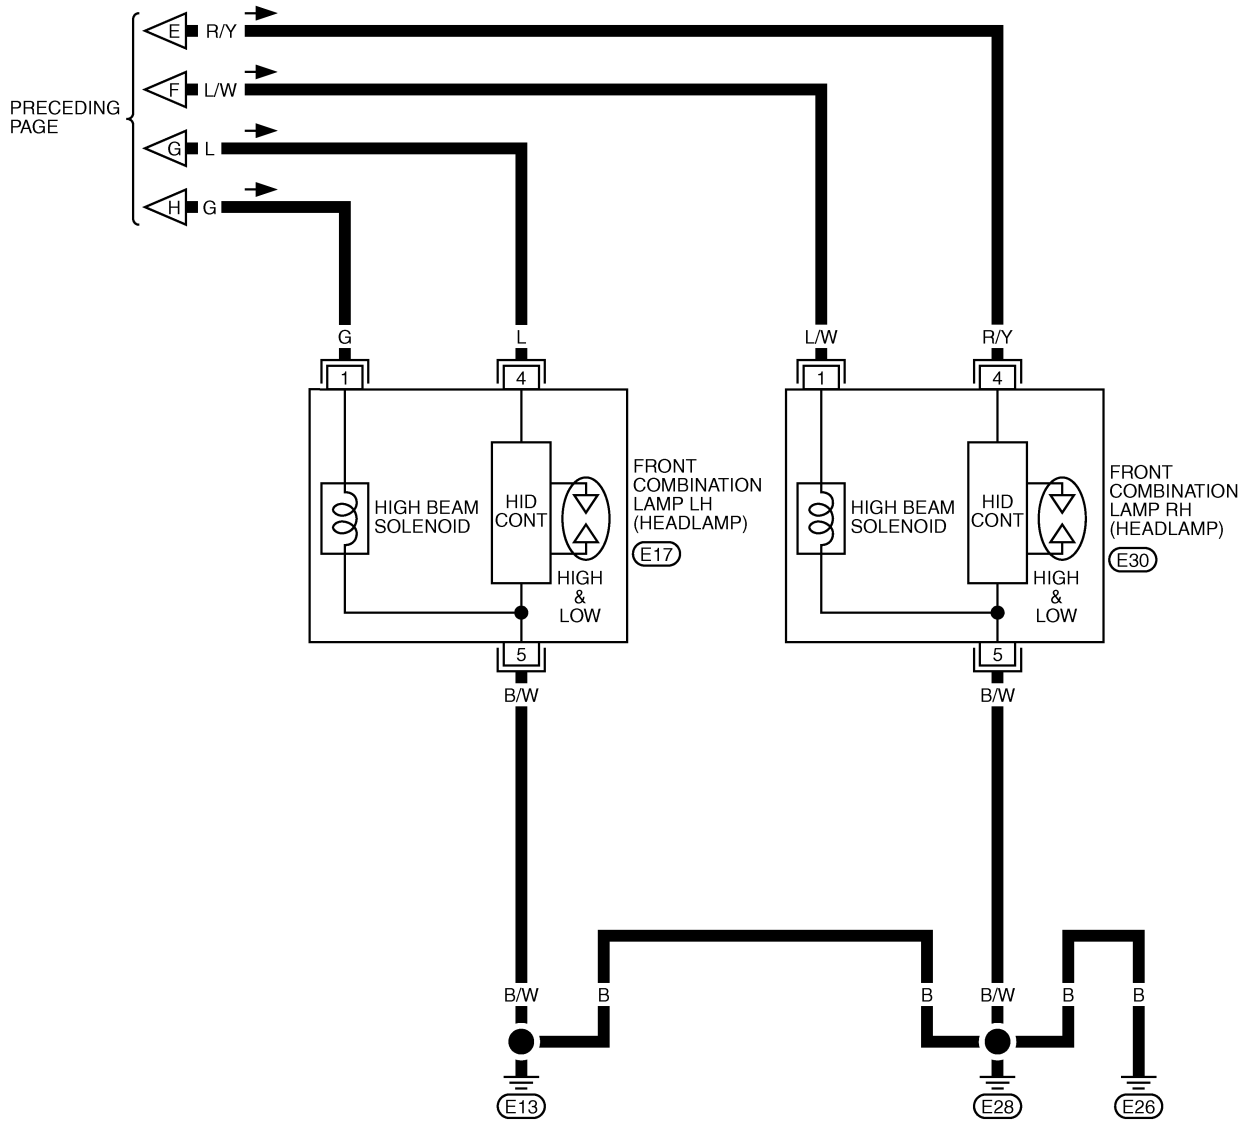 E R/Y
F L/W
PRECEDING
PAGE
G L
H G
G L L/W R/Y
1 4 1 4
FRONT
COMBINATION
LAMP LH
(HEADLAMP)
E17
HIGH BEAM
SOLENOID
HID
CONT
HIGH
&
LOW
FRONT
COMBINATION
LAMP RH
(HEADLAMP)
E30
HIGH BEAM
SOLENOID
HID
CONT
HIGH
&
LOW
5 5
B/W B/W
B/W B B B/W B B
E13 E28 E26